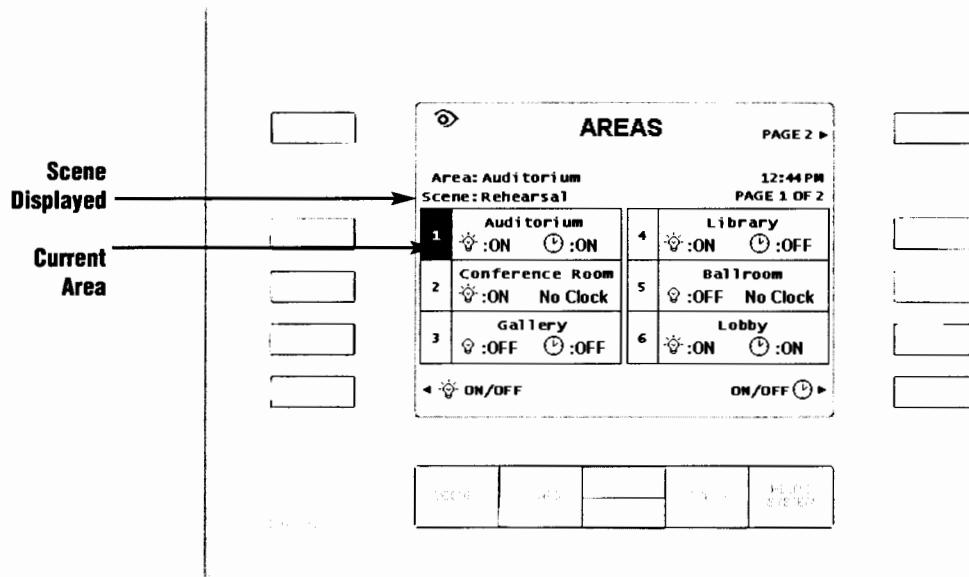 AREAS
PAGE 2 ▶
Area: Auditorium
12:44 PM
Scene: Rehearsal
PAGE 1 OF 2
Scene
Displayed
Current
Area
1
Auditorium
:ON :ON
2
Conference Room
:ON No Clock
3
Gallery
:OFF :OFF
4
Library
:ON :OFF
5
Ballroom
:OFF No Clock
6
Lobby
:ON :ON
◀ ON/OFF
ON/OFF ▶
SCENE